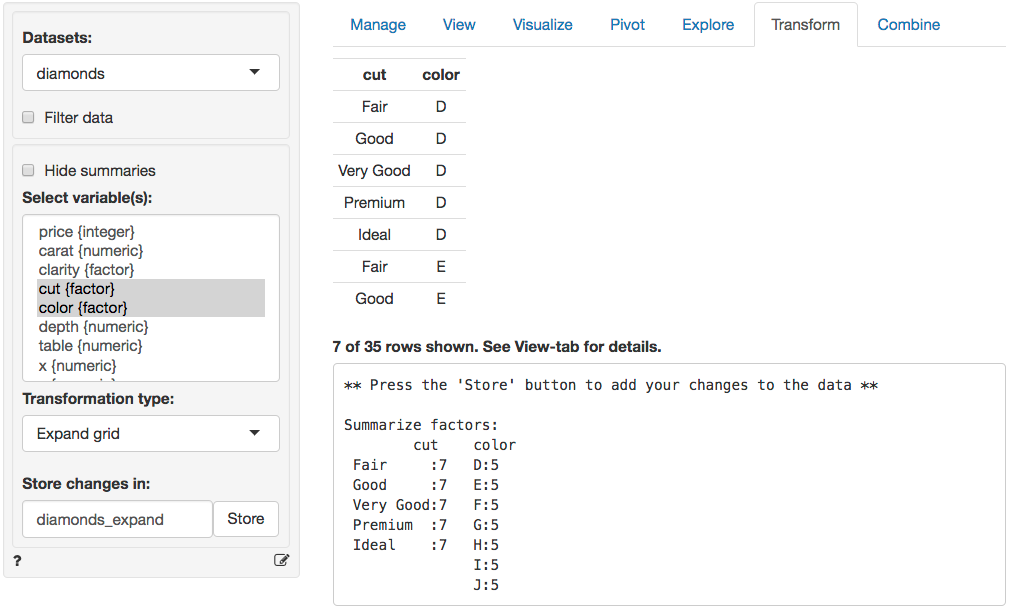 Datasets:
diamonds
Filter data
Hide summaries
Select variable(s):
price {integer}
carat {numeric}
clarity {factor}
cut {factor}
color {factor}
depth {numeric}
table {numeric}
x {numeric}
Transformation type:
Expand grid
Store changes in:
diamonds_expand Store
?
Manage View Visualize Pivot Explore Transform Combine
cut color
Fair D
Good D
Very Good D
Premium D
Ideal D
Fair E
Good E
7 of 35 rows shown. See View-tab for details.
** Press the 'Store' button to add your changes to the data **
Summarize factors:
cut color
Fair :7 D:5
Good :7 E:5
Very Good:7 F:5
Premium :7 G:5
Ideal :7 H:5
I:5
J:5